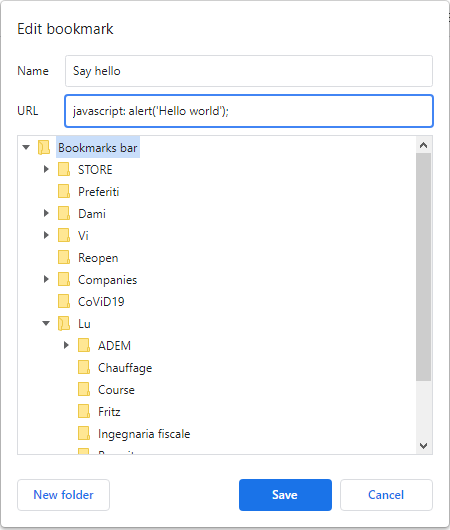 Edit bookmark
Name Say hello
URL javascript: alert('Hello world');
Bookmarks bar
STORE
Preferiti
Dami
Vi
Reopen
Companies
CoViD19
Lu
ADEM
Chauffage
Course
Fritz
Ingegnaria fiscale
New folder Save Cancel